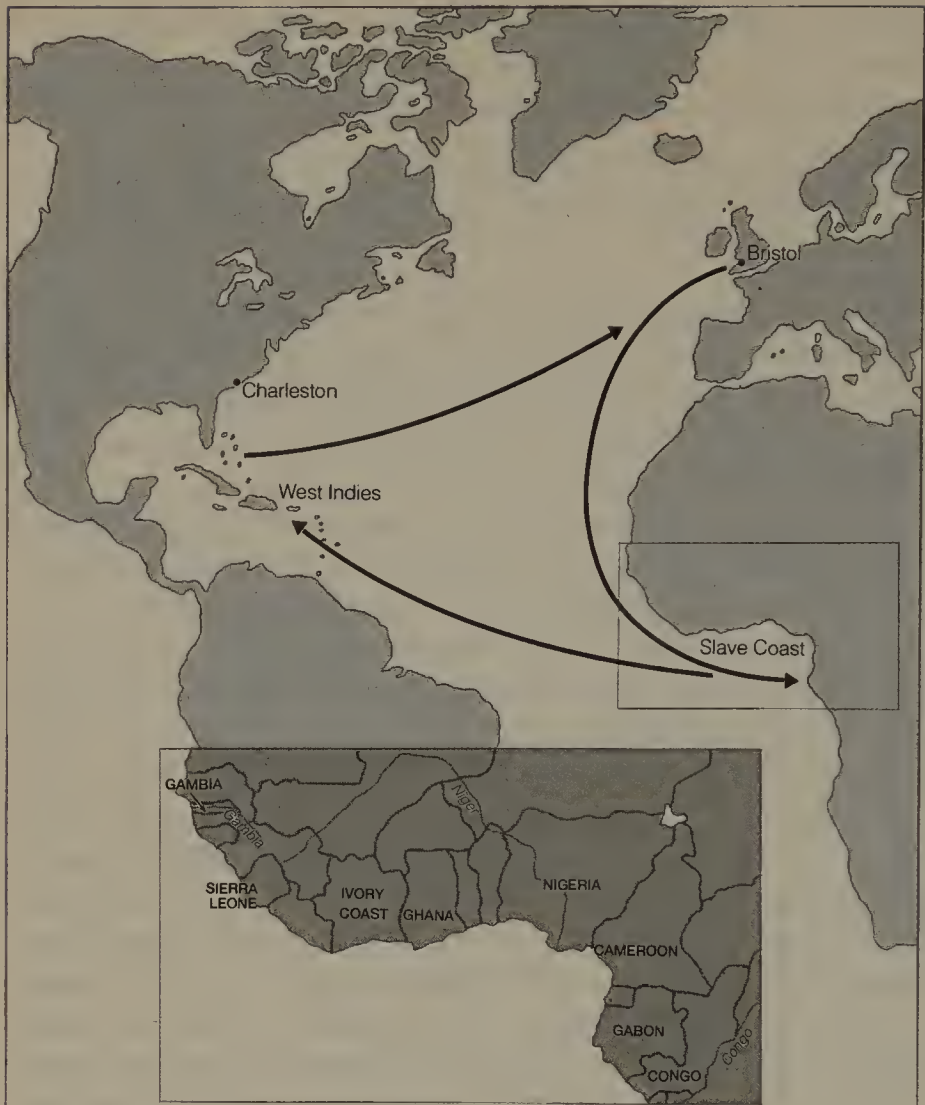 Bristol
Charleston
West Indies
Slave Coast
GAMBIA
Gambia
Niger
SIERRA
LEONE
IVORY
COAST
GHANA
NIGERIA
CAMEROON
GABON
CONGO
Congo